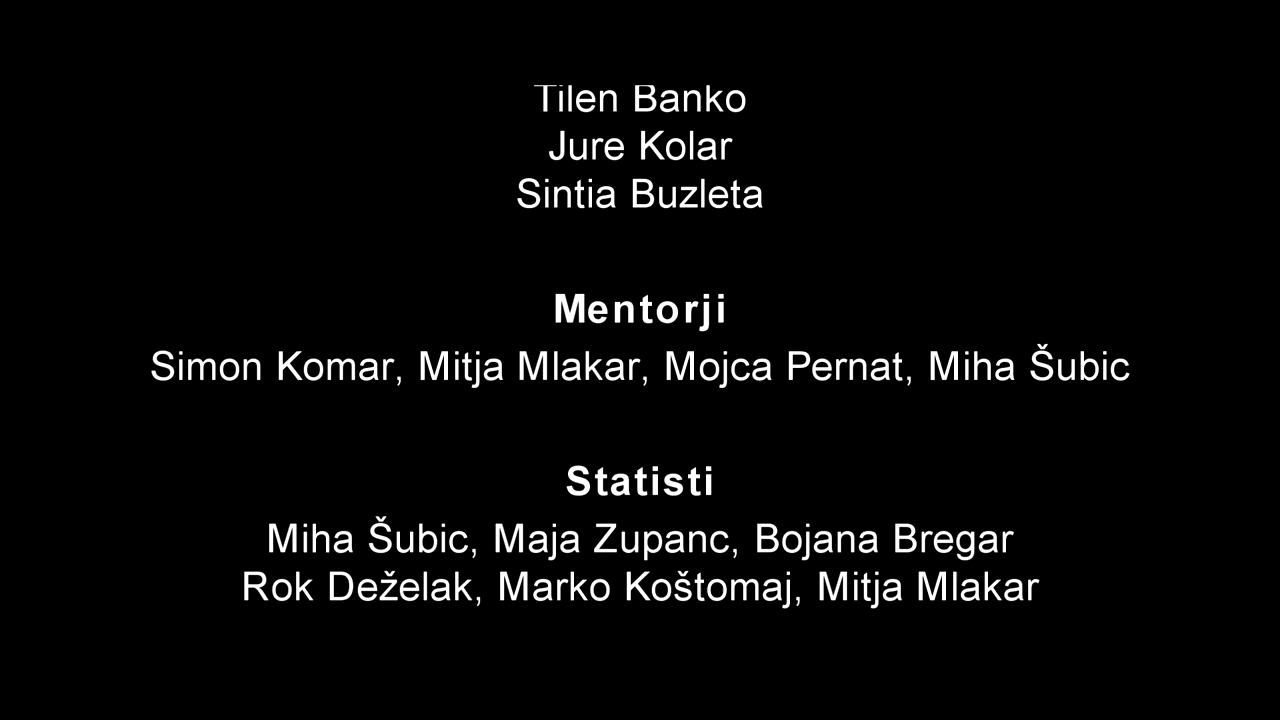 Tilen Banko
Jure Kolar
Sintia Buzleta
Mentorji
Simon Komar, Mitja Mlakar, Mojca Pernat, Miha Šubic
Statisti
Miha Šubic, Maja Zupanc, Bojana Bregar
Rok Deželak, Marko Koštomaj, Mitja Mlakar